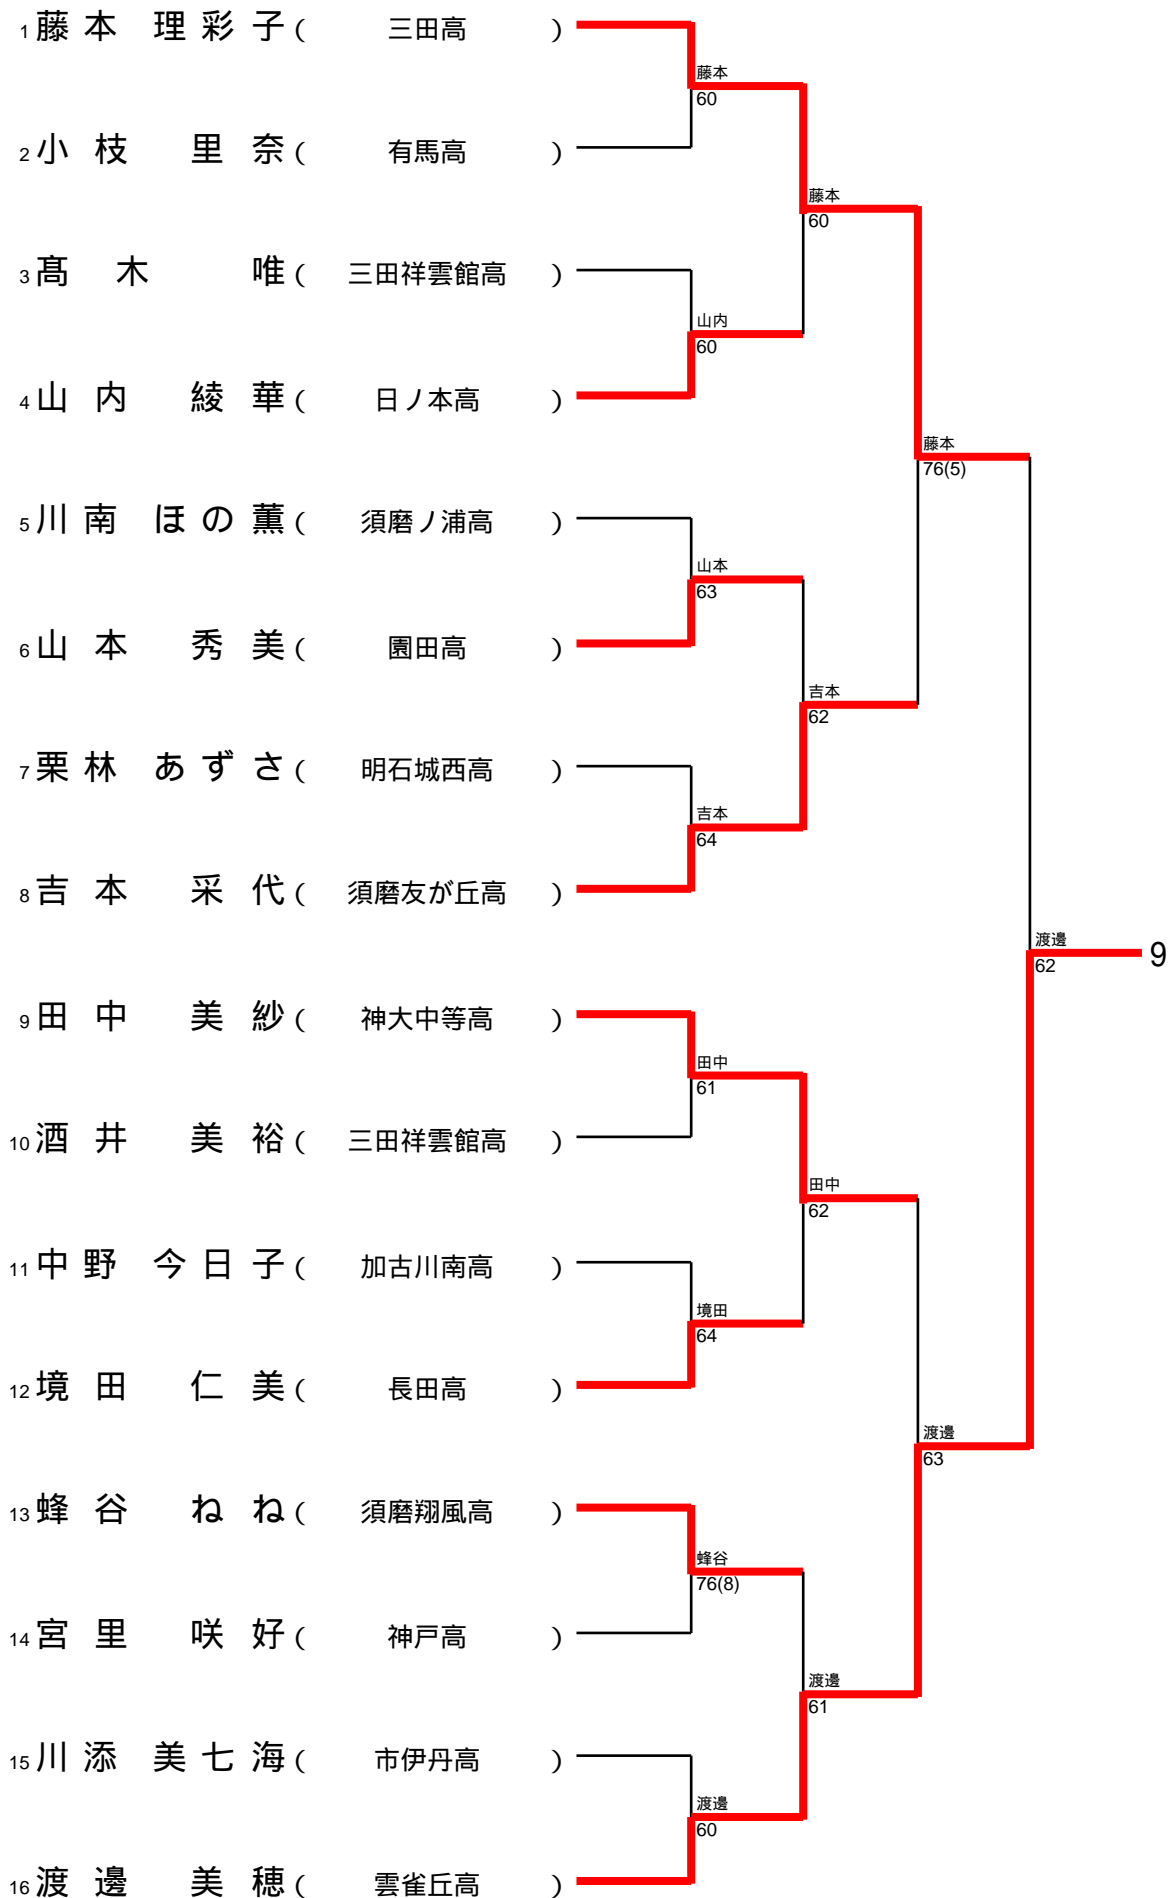 1 藤本 理彩子 ( 三田高 )
藤本
60
2 小枝 里奈 ( 有馬高 )
藤本
60
3 髙木 唯 ( 三田祥雲館高 )
山内
60
4 山内 綾華 ( 日ノ本高 )
藤本
76(5)
5 川南 ほの薫 ( 須磨ノ浦高 )
山本
63
6 山本 秀美 ( 園田高 )
吉本
62
7 栗林 あずさ ( 明石城西高 )
吉本
64
8 吉本 采代 ( 須磨友が丘高 )
渡邊
62
9
9 田中 美紗 ( 神大中等高 )
田中
61
10 酒井 美裕 ( 三田祥雲館高 )
田中
62
11 中野 今日子 ( 加古川南高 )
境田
64
12 境田 仁美 ( 長田高 )
渡邊
63
13 蜂谷 ねね ( 須磨翔風高 )
蜂谷
76(8)
14 宮里 咲好 ( 神戸高 )
渡邊
61
15 川添 美七海 ( 市伊丹高 )
渡邊
60
16 渡邊 美穂 ( 雲雀丘高 )